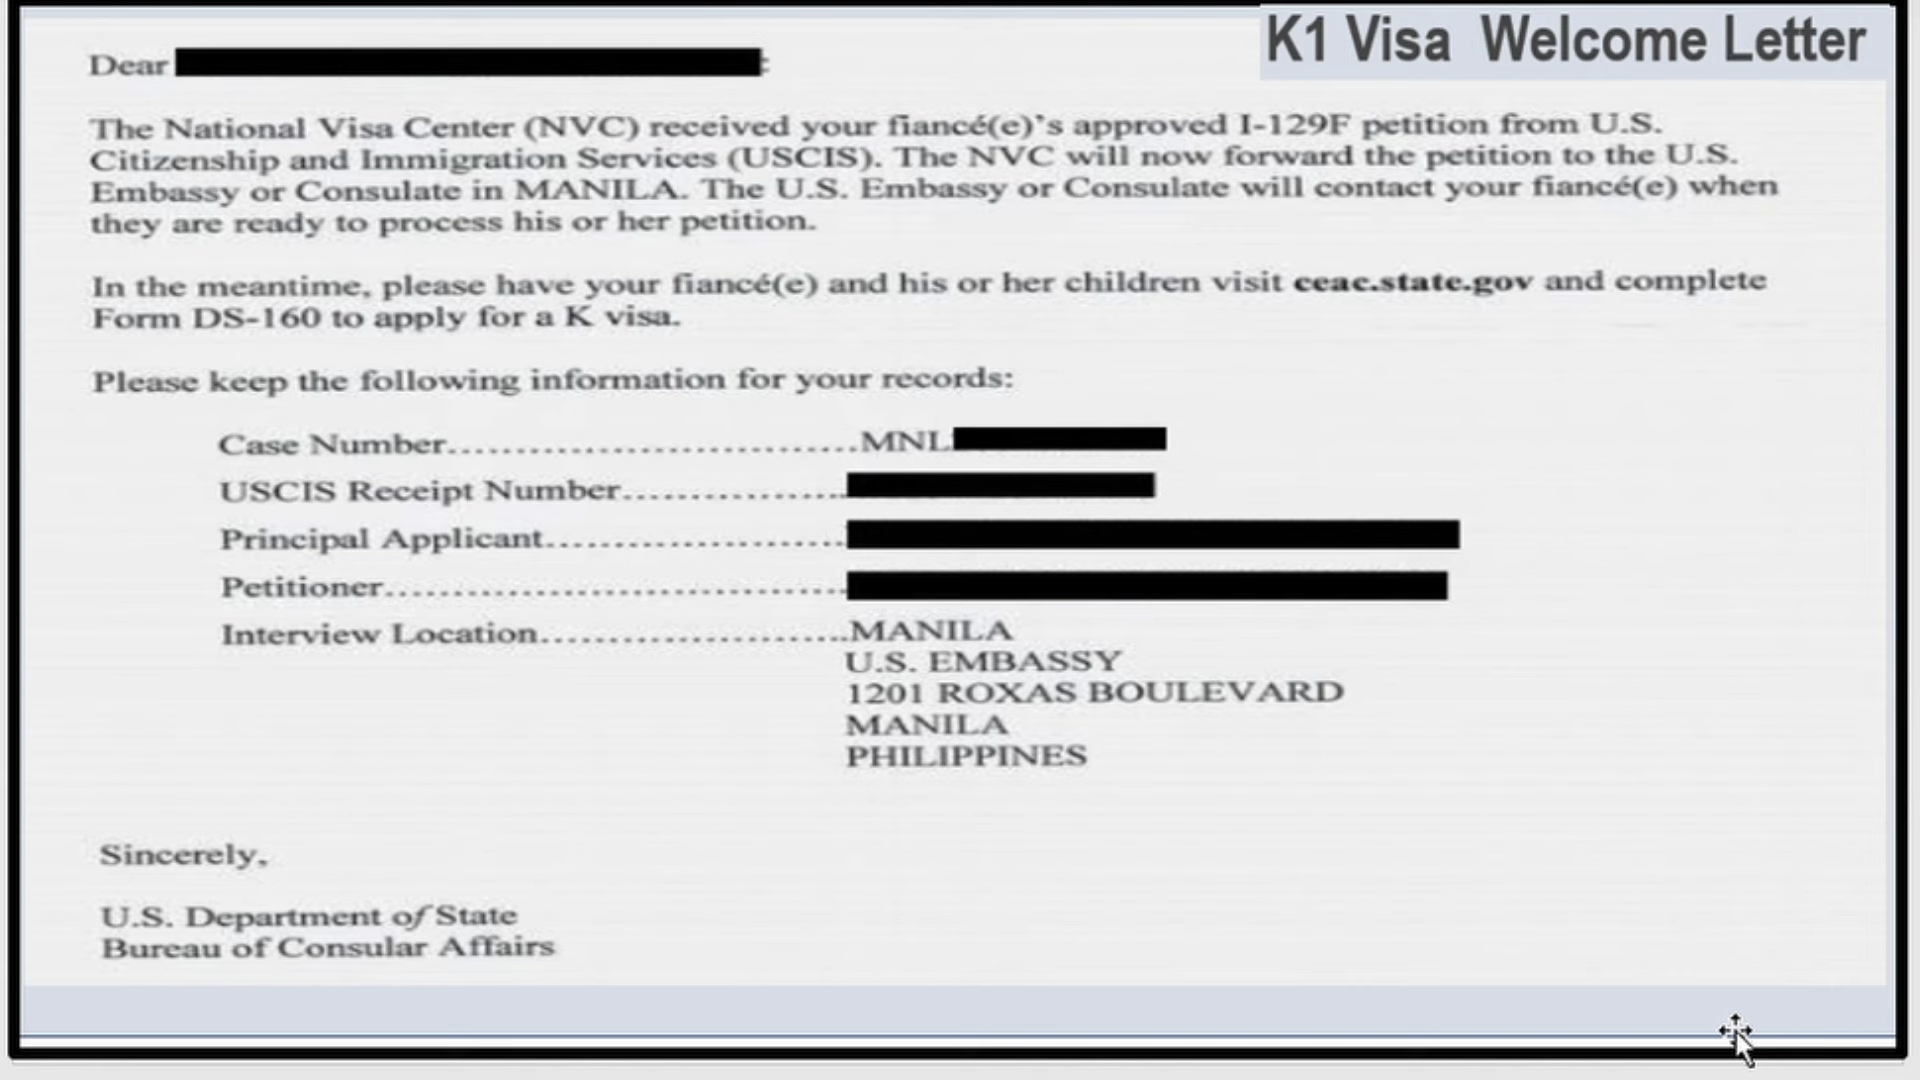 K1 Visa Welcome Letter
Dear :
The National Visa Center (NVC) received your fiancé(e)'s approved I-129F petition from U.S.
Citizenship and Immigration Services (USCIS). The NVC will now forward the petition to the U.S.
Embassy or Consulate in MANILA. The U.S. Embassy or Consulate will contact your fiancé(e) when
they are ready to process his or her petition.
In the meantime, please have your fiancé(e) and his or her children visit ceac.state.gov and complete
Form DS-160 to apply for a K visa.
Please keep the following information for your records:
Case Number..............................MNL
USCIS Receipt Number.................
Principal Applicant......................
Petitioner..................................
Interview Location.......................MANILA
U.S. EMBASSY
1201 ROXAS BOULEVARD
MANILA
PHILIPPINES
Sincerely,
U.S. Department of State
Bureau of Consular Affairs